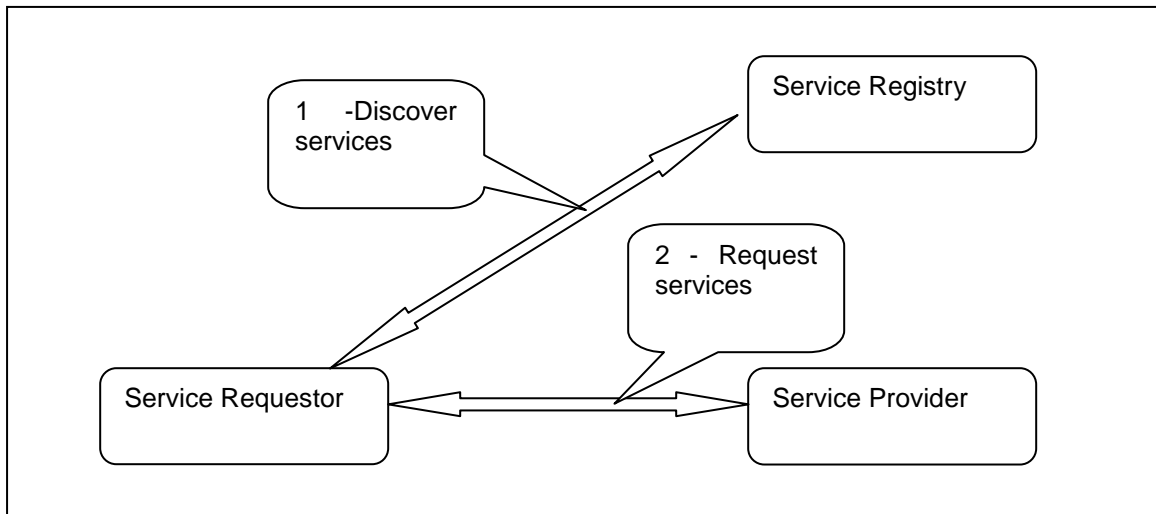 Service Registry
1 -Discover
services
2 - Request
services
Service Requestor
Service Provider